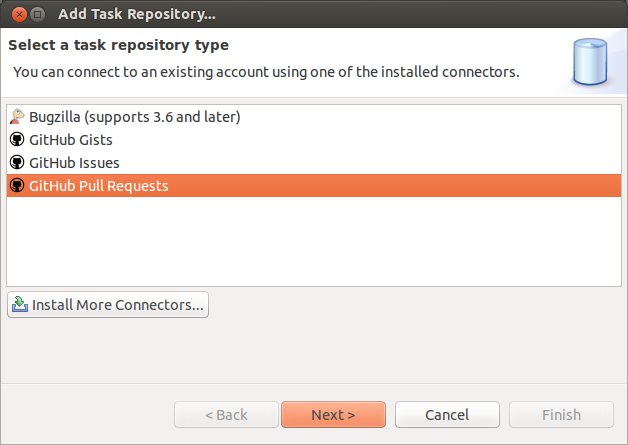 Add Task Repository...
Select a task repository type
You can connect to an existing account using one of the installed connectors.
Bugzilla (supports 3.6 and later)
GitHub Gists
GitHub Issues
GitHub Pull Requests
Install More Connectors...
< Back Next > Cancel Finish